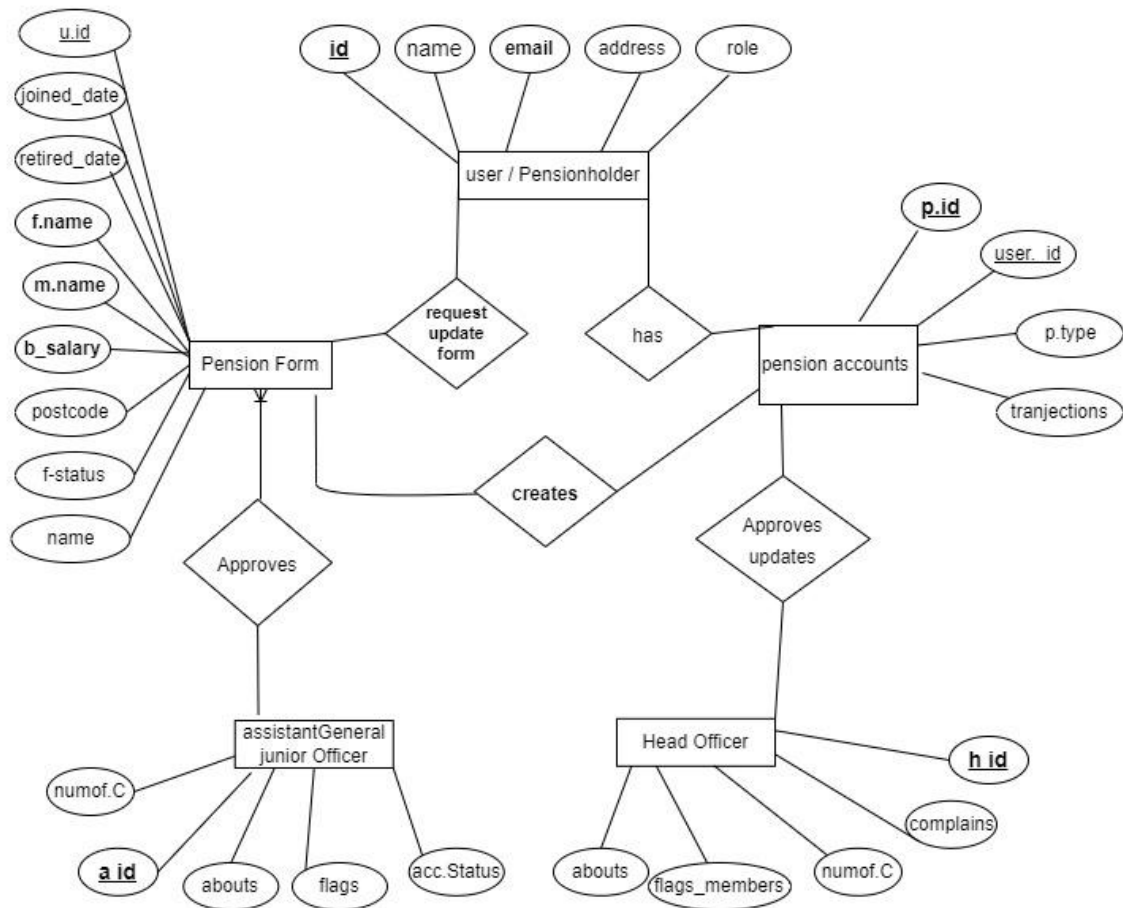 u.id
joined_date
retired_date
f.name
m.name
b_salary
postcode
f-status
name
id
name
email
address
role
user / Pensionholder
p.id
user._id
p.type
tranjections
request
update
form
has
Pension Form
pension accounts
creates
Approves
Approves
updates
assistantGeneral
junior Officer
Head Officer
numof.C
a id
abouts
flags
acc.Status
abouts
flags_members
numof.C
complains
h id